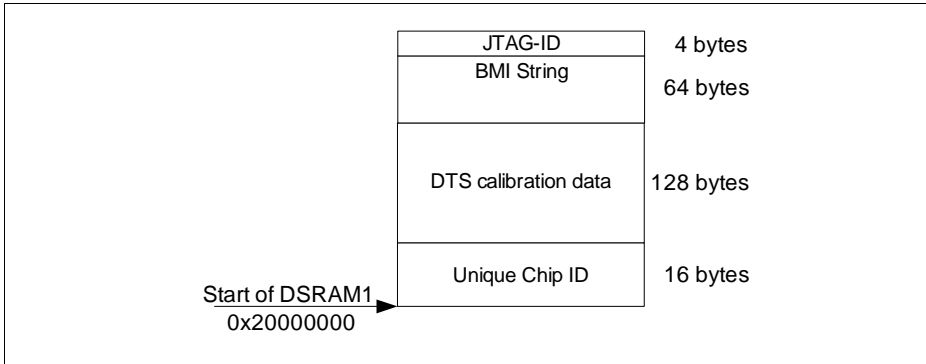 JTAG-ID
4 bytes
BMI String
64 bytes
DTS calibration data
128 bytes
Unique Chip ID
16 bytes
Start of DSRAM1
0x20000000